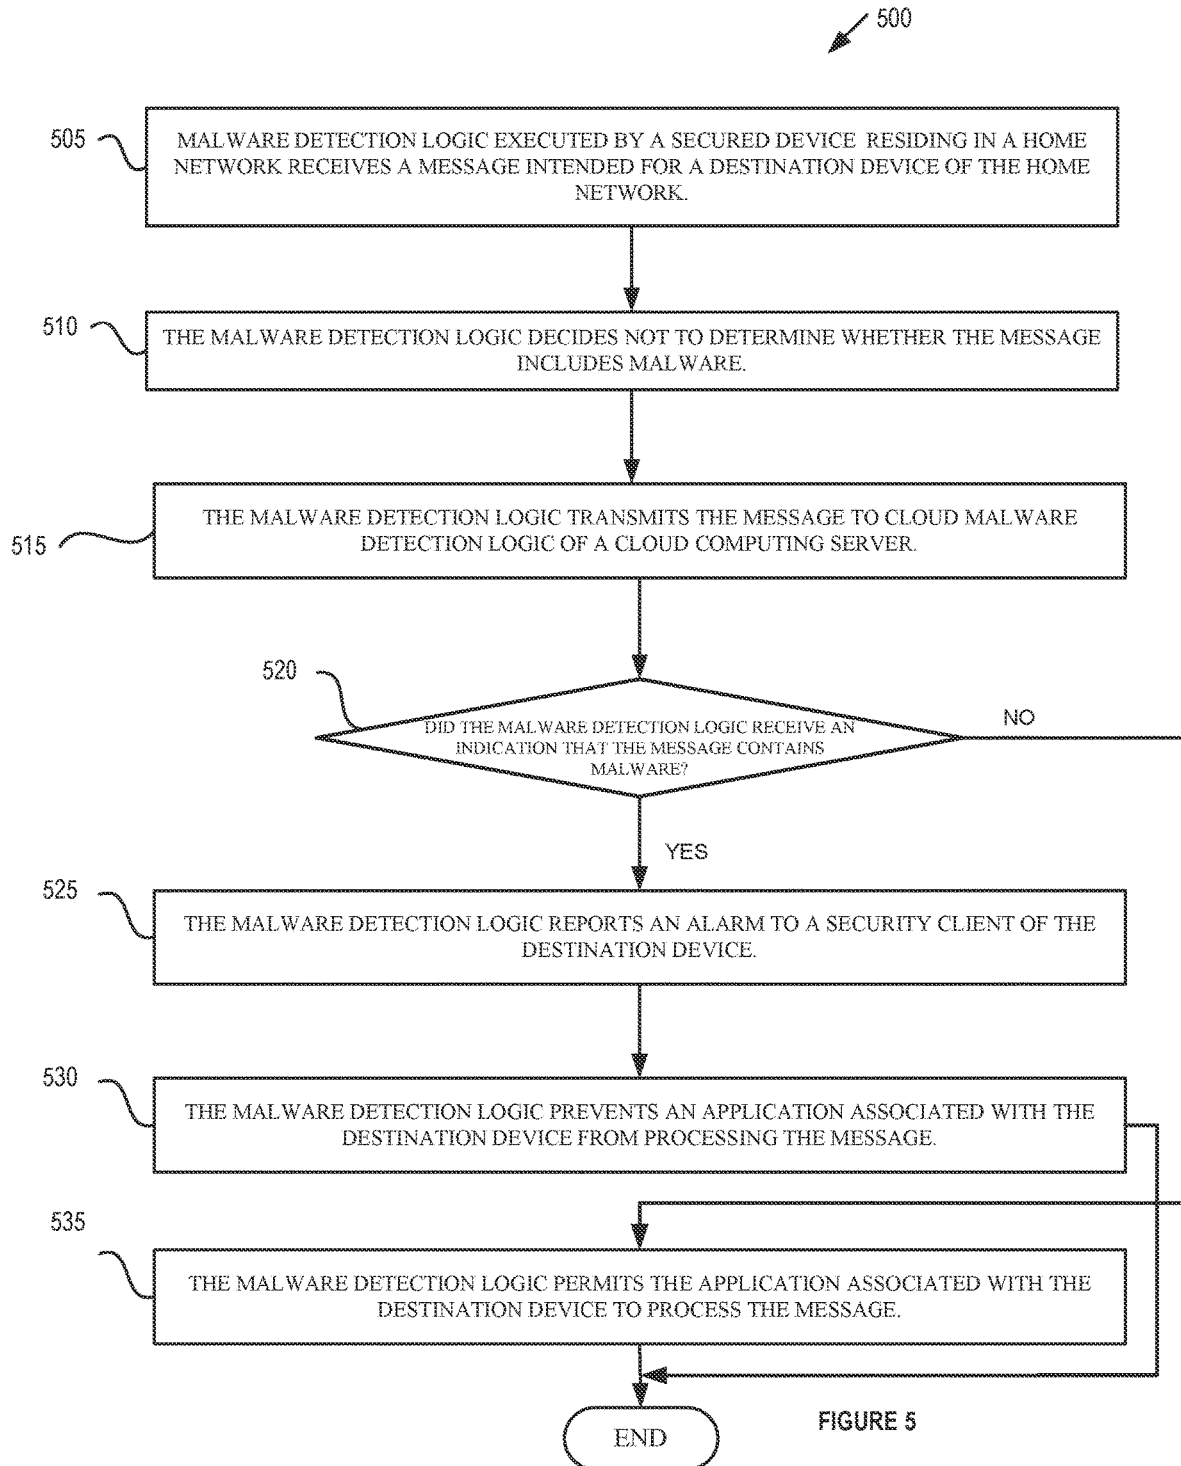 500
505
MALWARE DETECTION LOGIC EXECUTED BY A SECURED DEVICE RESIDING IN A HOME
NETWORK RECEIVES A MESSAGE INTENDED FOR A DESTINATION DEVICE OF THE HOME
NETWORK.
510
THE MALWARE DETECTION LOGIC DECIDES NOT TO DETERMINE WHETHER THE MESSAGE
INCLUDES MALWARE.
515
THE MALWARE DETECTION LOGIC TRANSMITS THE MESSAGE TO CLOUD MALWARE
DETECTION LOGIC OF A CLOUD COMPUTING SERVER.
520
DID THE MALWARE DETECTION LOGIC RECEIVE AN
INDICATION THAT THE MESSAGE CONTAINS
MALWARE?
NO
YES
525
THE MALWARE DETECTION LOGIC REPORTS AN ALARM TO A SECURITY CLIENT OF THE
DESTINATION DEVICE.
530
THE MALWARE DETECTION LOGIC PREVENTS AN APPLICATION ASSOCIATED WITH THE
DESTINATION DEVICE FROM PROCESSING THE MESSAGE.
535
THE MALWARE DETECTION LOGIC PERMITS THE APPLICATION ASSOCIATED WITH THE
DESTINATION DEVICE TO PROCESS THE MESSAGE.
END
FIGURE 5